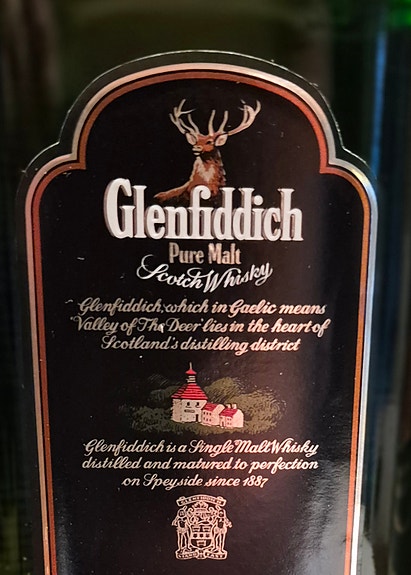 Glenfiddich
Pure Malt
Scotch Whisky
Glenfiddich, which in Gaelic means
'Valley of The Deer' lies in the heart of
Scotland's distilling district
Glenfiddich is a Single Malt Whisky
distilled and matured to perfection
on Speyside since 1887